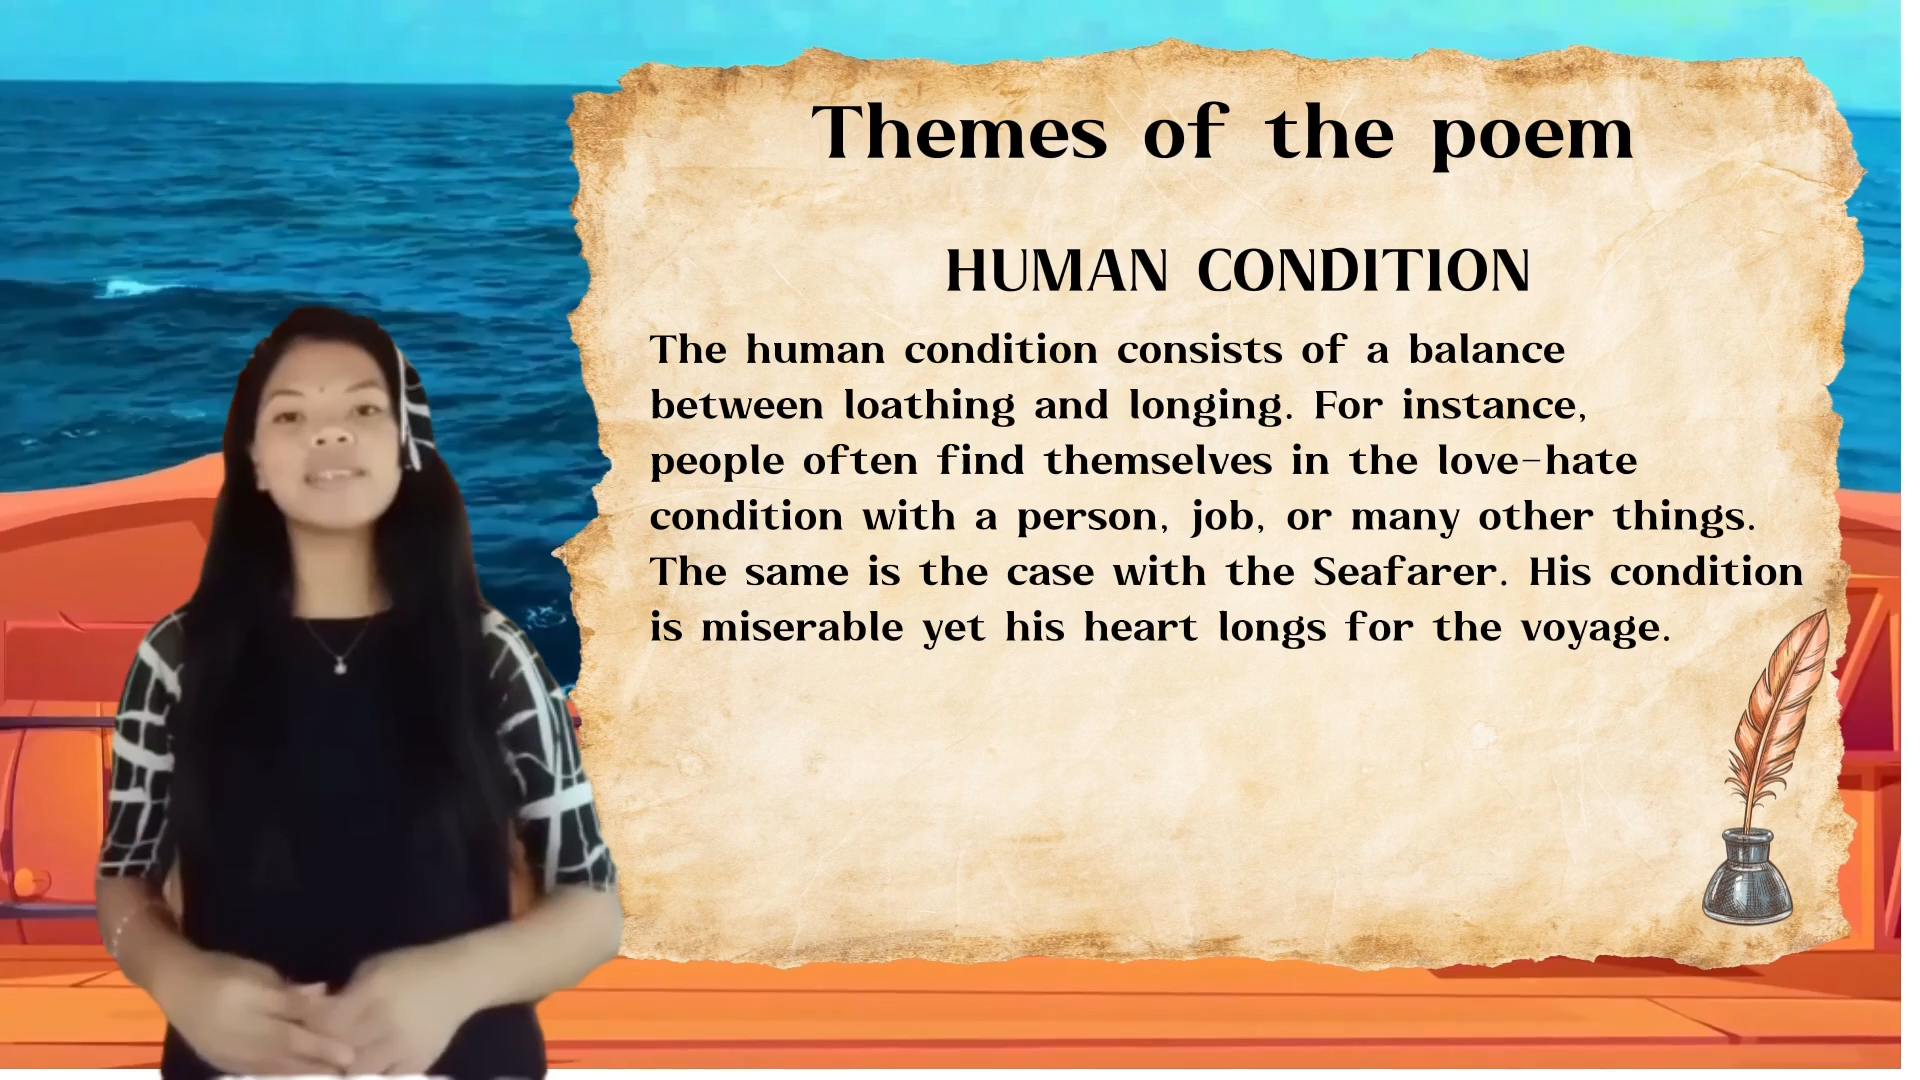 Themes of the poem
HUMAN CONDITION
The human condition consists of a balance
between loathing and longing. For instance,
people often find themselves in the love-hate
condition with a person, job, or many other things.
The same is the case with the Seafarer. His condition
is miserable yet his heart longs for the voyage.